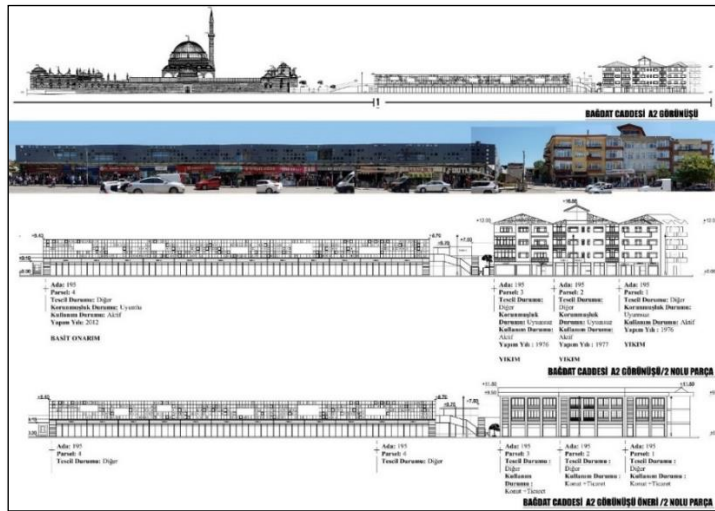 1
BAĞDAT CADDESİ A2 GÖRÜNÜŞÜ
Ada: 195
Parsel: 4
Tescil Durumu: Diğer
Korunmuşluk Durumu: Uyumlu
Kullanım Durumu: Aktif
Yapım Yılı: 2012
BASİT ONARIM
Ada: 195
Parsel: 3
Tescil Durumu:
Diğer
Korunmuşluk
Durumu: Uyumsuz
Kullanım Durumu:
Aktif
Yapım Yılı : 1976
YIKIM
Ada: 195
Parsel: 2
Tescil Durumu:
Diğer
Korunmuşluk
Durumu: Uyumsuz
Kullanım Durumu:
Aktif
Yapım Yılı : 1977
YIKIM
Ada: 195
Parsel: 1
Tescil Durumu: Diğer
Korunmuşluk Durumu:
Uyumsuz
Kullanım Durumu: Aktif
Yapım Yılı : 1976
YIKIM
BAĞDAT CADDESİ A2 GÖRÜNÜŞÜ/2 NOLU PARÇA
Ada: 195
Parsel: 4
Tescil Durumu: Diğer
Ada: 195
Parsel: 4
Tescil Durumu: Diğer
Ada: 195
Parsel: 3
Tescil Durumu :
Diğer
Kullanım
Durumu :
Konut +Ticaret
Ada: 195
Parsel: 2
Tescil Durumu :
Diğer
Kullanım Durumu :
Konut +Ticaret
Ada: 195
Parsel: 1
Tescil Durumu :
Diğer
Kullanım Durumu :
Konut +Ticaret
BAĞDAT CADDESİ A2 GÖRÜNÜŞÜ ÖNERİ /2 NOLU PARÇA